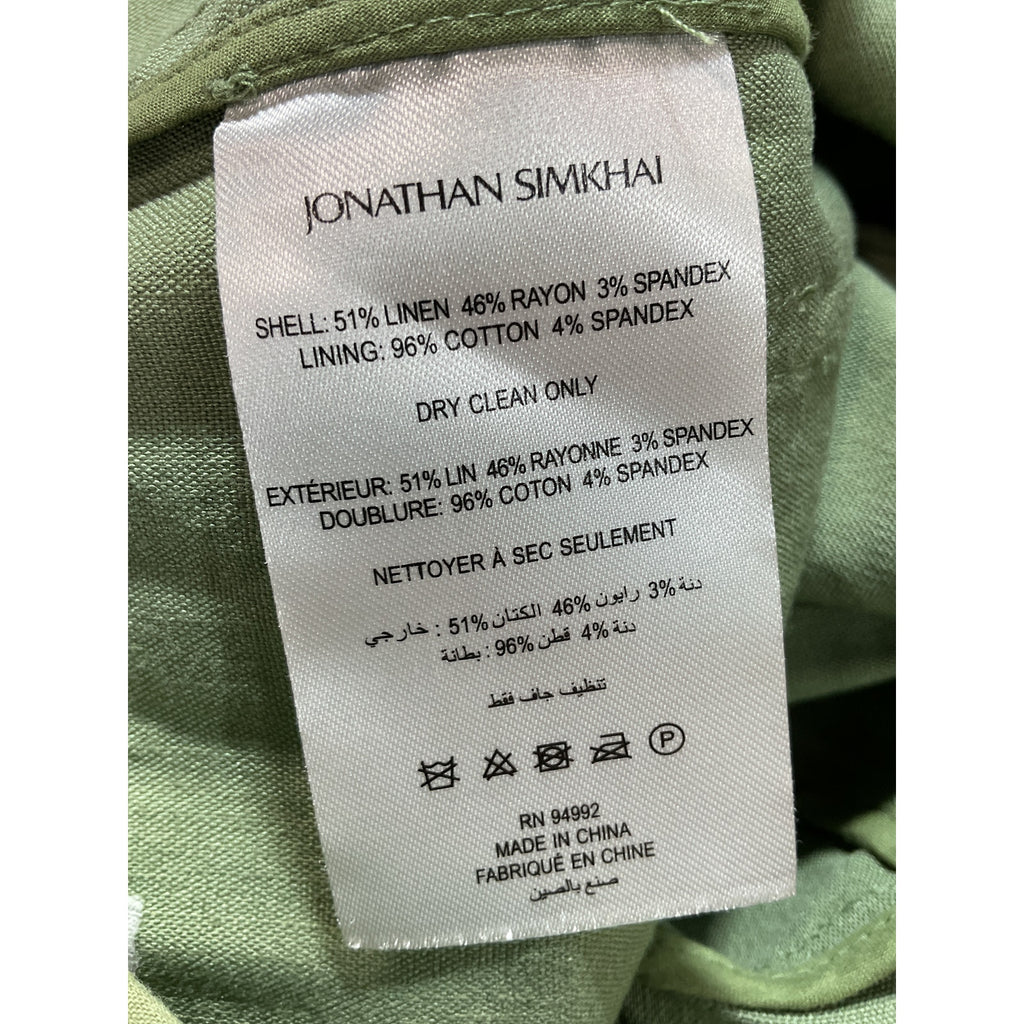 JONATHAN SIMKHAI
SHELL: 51% LINEN 46% RAYON 3% SPANDEX
LINING: 96% COTTON 4% SPANDEX
DRY CLEAN ONLY
EXTÉRIEUR: 51% LIN 46% RAYONNE 3% SPANDEX
DOUBLURE: 96% COTON 4% SPANDEX
NETTOYER À SEC SEULEMENT
خارجي : 51% الكتان 46% رايون 3% دنة
بطانة : 96% قطن 4% دنة
تنظيف جاف فقط
P
RN 94992
MADE IN CHINA
FABRIQUÉ EN CHINE
صنع بالصين